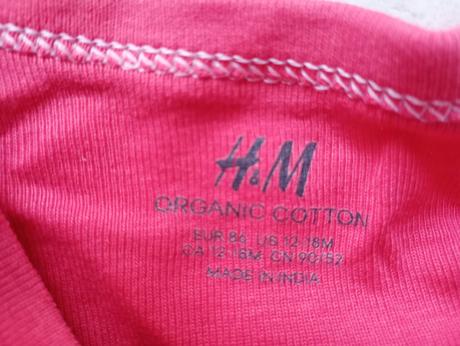 H&M
ORGANIC COTTON
EUR 86 US 12-18M
CA 12-18M CN 90/52
MADE IN INDIA